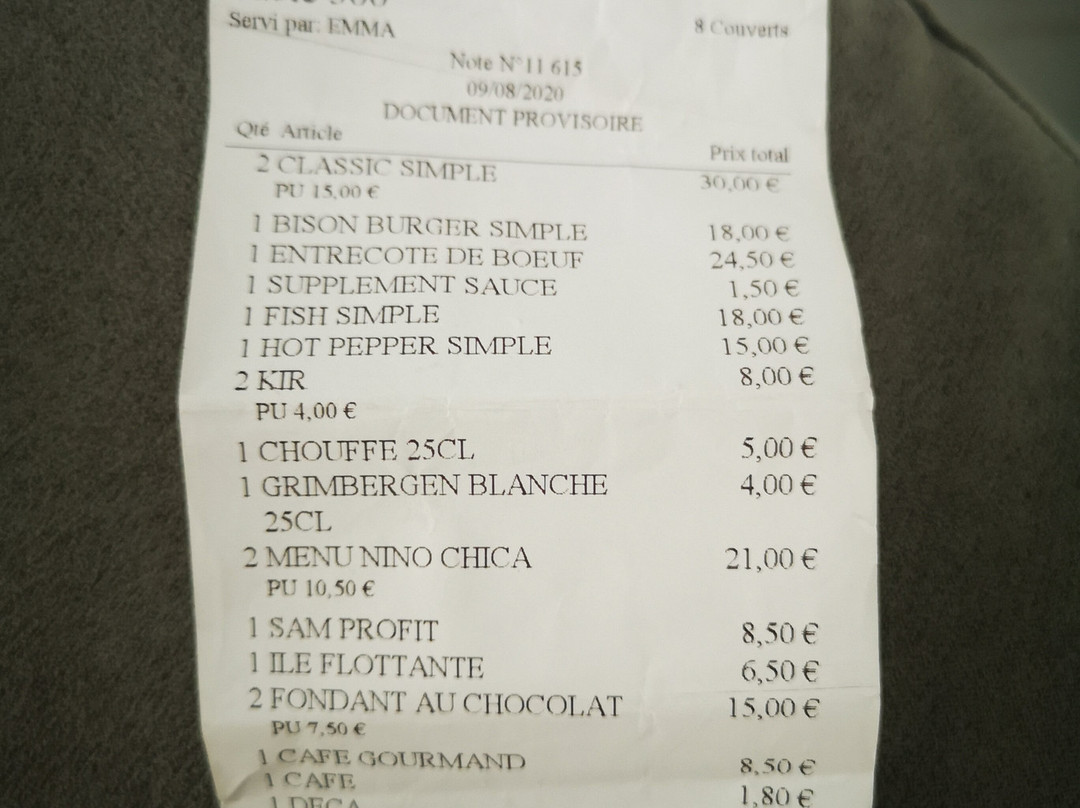 Servi par: EMMA 8 Couverts
Note N°11 615
09/08/2020
DOCUMENT PROVISOIRE
Qté Article Prix total
2 CLASSIC SIMPLE 30,00 €
PU 15,00 €
1 BISON BURGER SIMPLE 18,00 €
1 ENTRECOTE DE BOEUF 24,50 €
1 SUPPLEMENT SAUCE 1,50 €
1 FISH SIMPLE 18,00 €
1 HOT PEPPER SIMPLE 15,00 €
2 KIR 8,00 €
PU 4,00 €
1 CHOUFFE 25CL 5,00 €
1 GRIMBERGEN BLANCHE 4,00 €
25CL
2 MENU NINO CHICA 21,00 €
PU 10,50 €
1 SAM PROFIT 8,50 €
1 ILE FLOTTANTE 6,50 €
2 FONDANT AU CHOCOLAT 15,00 €
PU 7,50 €
1 CAFE GOURMAND 8,50 €
1 CAFE 1,80 €
1 DECA